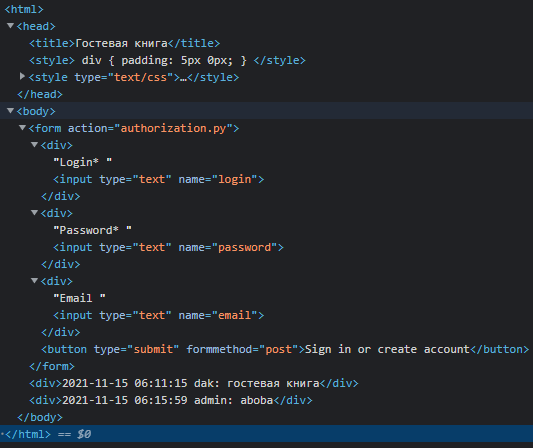 <html>
<head>
<title>Гостевая книга</title>
<style> div { padding: 5px 0px; } </style>
<style type="text/css">…</style>
</head>
<body>
<form action="authorization.py">
<div>
"Login* "
<input type="text" name="login">
</div>
<div>
"Password* "
<input type="text" name="password">
</div>
<div>
"Email "
<input type="text" name="email">
</div>
<button type="submit" formmethod="post">Sign in or create account</button>
</form>
<div>2021-11-15 06:11:15 dak: гостевая книга</div>
<div>2021-11-15 06:15:59 admin: aboba</div>
</body>
</html> == $0